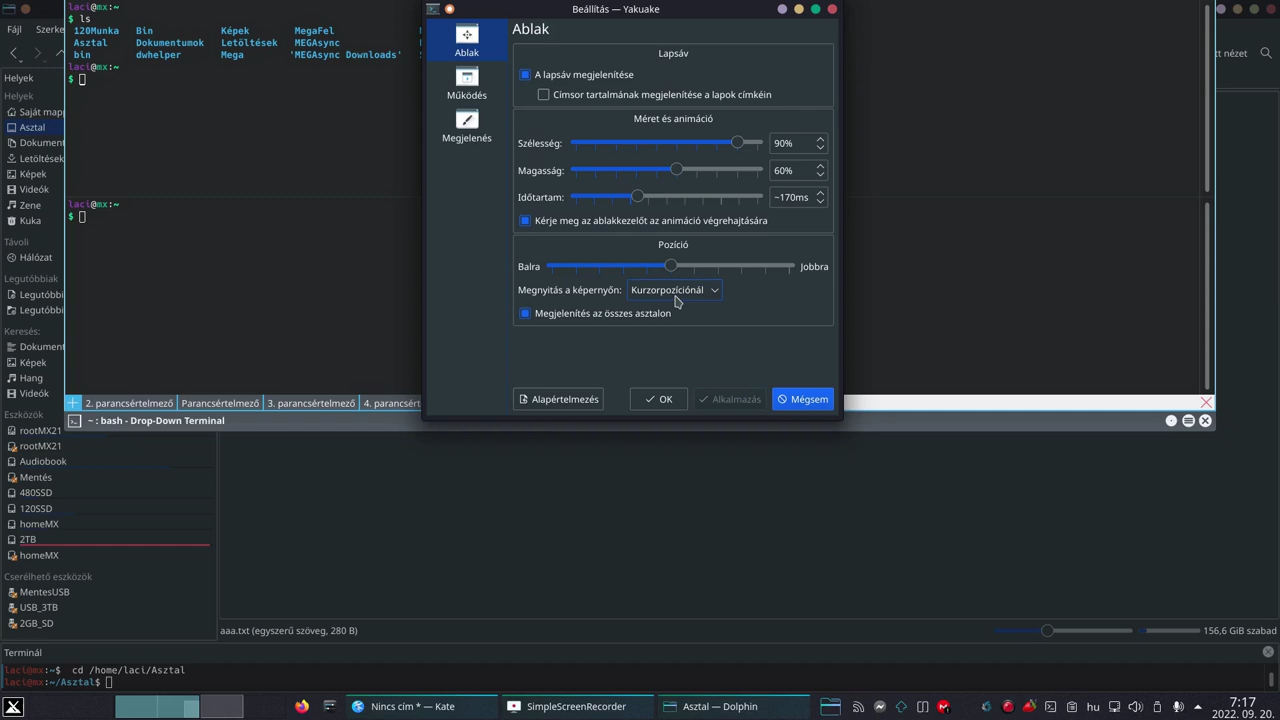 Beállítás — Yakuake
laci@mx:~
$ ls
120Munka Bin Képek MegaFel
Asztal Dokumentumok Letöltések MEGAsync
bin dwhelper Mega 'MEGAsync Downloads'
laci@mx:~
$
laci@mx:~
$
Fájl
Helyek
Helyek
Asztal
Letöltések
Képek
Videók
Zene
Kuka
Távoli
Hálózat
Legutóbbiak
Keresés:
Képek
Hang
Videók
Eszközök
rootMX21
rootMX21
Audiobook
Mentés
480SSD
120SSD
homeMX
2TB
homeMX
Cserélhető eszközök
MentesUSB
USB_3TB
2GB_SD
Ablak
Működés
Megjelenés
Ablak
Lapsáv
A lapsáv megjelenítése
Címsor tartalmának megjelenítése a lapok címkéin
Méret és animáció
Szélesség: 90%
Magasság: 60%
Időtartam: ~170ms
Kérje meg az ablakkezelőt az animáció végrehajtására
Pozíció
Balra Jobbra
Megnyitás a képernyőn: Kurzorpozíciónál
Megjelenítés az összes asztalon
Alapértelmezés OK Alkalmazás Mégsem
nézet
2. parancsértelmező Parancsértelmező 3. parancsértelmező
~ : bash - Drop-Down Terminal
aaa.txt (egyszerű szöveg, 280 B) 156,6 GiB szabad
Terminál
laci@mx:~$ cd /home/laci/Asztal
laci@mx:~/Asztal$
Nincs cím * — Kate SimpleScreenRecorder Asztal — Dolphin hu 7:17
2022. 09. 20.